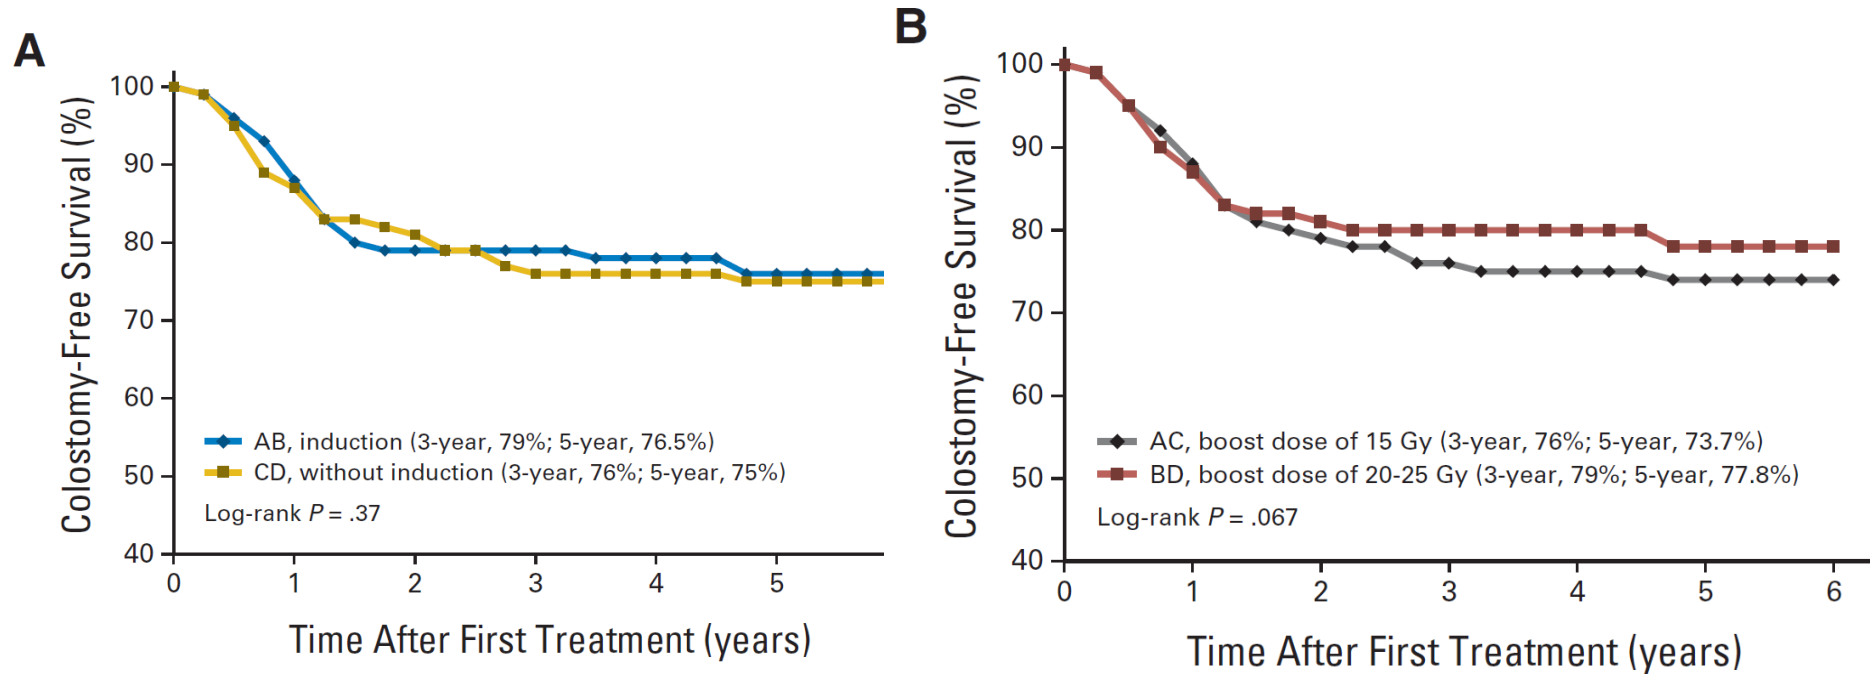 A
Colostomy-Free Survival (%)
100
90
80
70
60
50
40
AB, induction (3-year, 79%; 5-year, 76.5%)
CD, without induction (3-year, 76%; 5-year, 75%)
Log-rank P = .37
0 1 2 3 4 5
Time After First Treatment (years)
B
Colostomy-Free Survival (%)
100
90
80
70
60
50
40
AC, boost dose of 15 Gy (3-year, 76%; 5-year, 73.7%)
BD, boost dose of 20-25 Gy (3-year, 79%; 5-year, 77.8%)
Log-rank P = .067
0 1 2 3 4 5 6
Time After First Treatment (years)